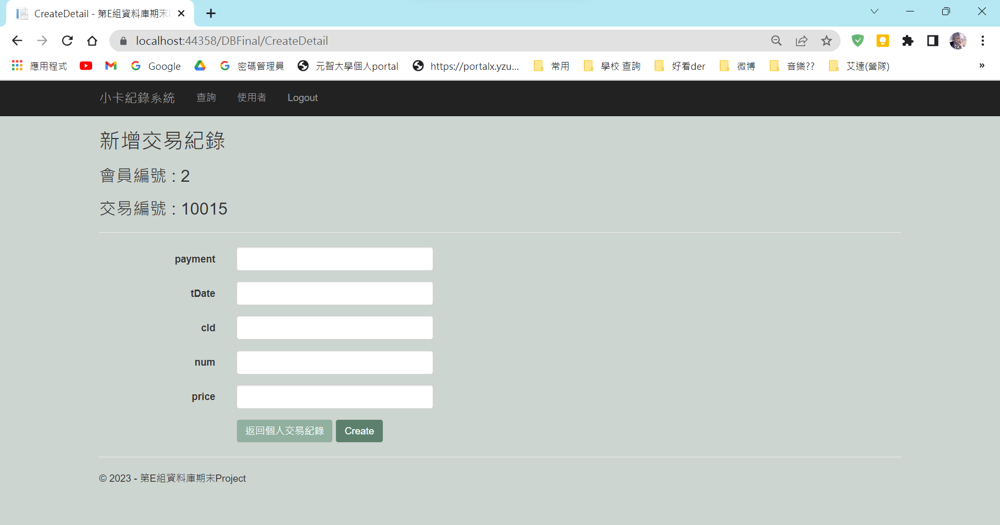 CreateDetail - 第E組資料庫期末
localhost:44358/DBFinal/CreateDetail
應用程式 Google 密碼管理員 元智大學個人portal https://portalx.yzu... 常用 學校 查詢 好看der 微博 音樂?? 艾達(營隊) »
小卡紀錄系統 查詢 使用者 Logout
新增交易紀錄
會員編號 : 2
交易編號 : 10015
payment
tDate
cId
num
price
返回個人交易紀錄 Create
© 2023 - 第E組資料庫期末Project